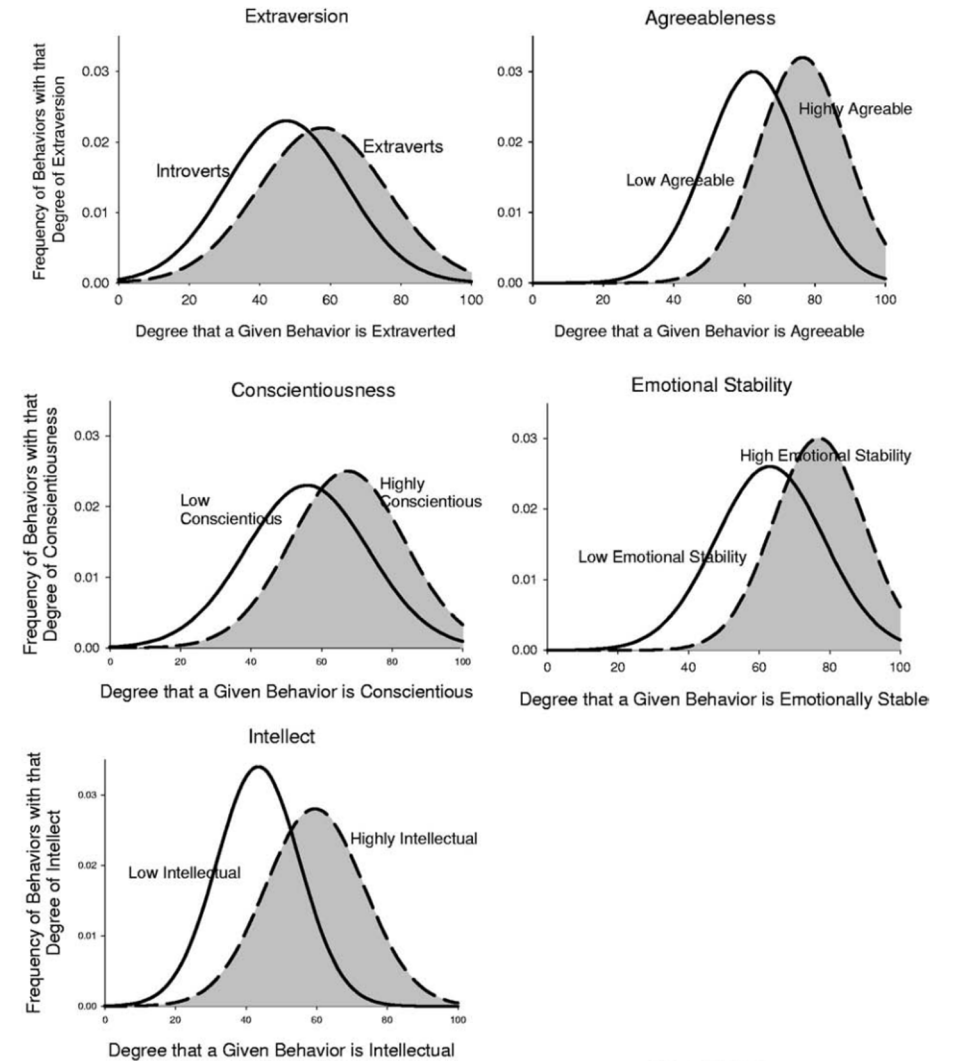 Extraversion
Frequency of Behaviors with that
Degree of Extraversion
0.03
0.02
0.01
0.00
Introverts
Extraverts
0 20 40 60 80 100
Degree that a Given Behavior is Extraverted
Agreeableness
0.03
0.02
0.01
0.00
Highly Agreable
Low Agreeable
0 20 40 60 80 100
Degree that a Given Behavior is Agreeable
Conscientiousness
Frequency of Behaviors with that
Degree of Conscientiousness
0.03
0.02
0.01
0.00
Low
Conscientious
Highly
Conscientious
0 20 40 60 80 100
Degree that a Given Behavior is Conscientious
Emotional Stability
0.03
0.02
0.01
0.00
High Emotional Stability
Low Emotional Stability
0 20 40 60 80 100
Degree that a Given Behavior is Emotionally Stable
Intellect
Frequency of Behaviors with that
Degree of Intellect
0.03
0.02
0.01
0.00
Low Intellectual
Highly Intellectual
0 20 40 60 80 100
Degree that a Given Behavior is Intellectual